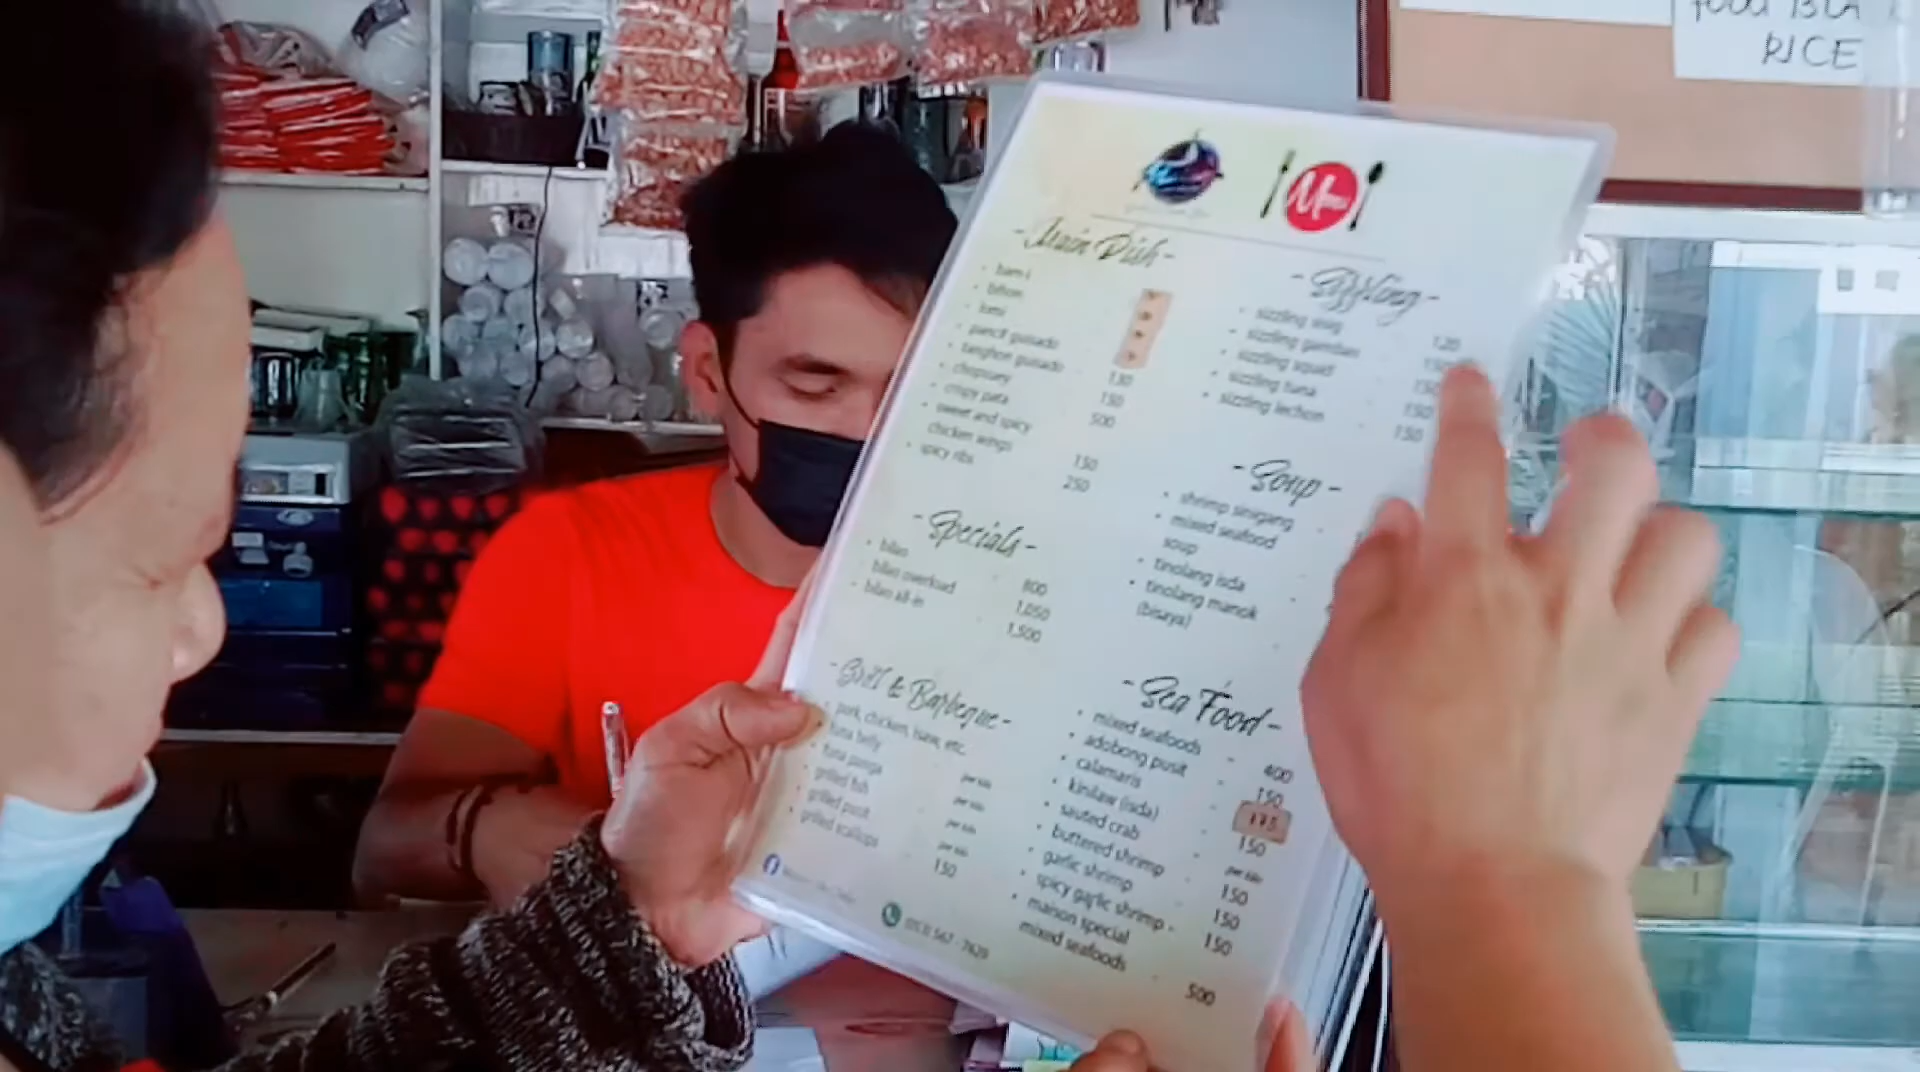 RICE
Menu
-Main Dish-
• bam-i
• bihon
• lomi
• pancit guisado
• tanghon guisado
• chopsuey 130
• crispy pata 150
• sweet and spicy 500
chicken wings 150
• spicy ribs 250
-Specials-
• bilao 800
• bilao overload 1,050
• bilao all-in 1,500
-Grill & Barbeque-
• pork, chicken, isaw, etc.
• tuna belly per kilo
• tuna panga per kilo
• grilled fish per kilo
• grilled pusit per kilo
• grilled scallops 150
-Sizzling-
• sizzling sisig 120
• sizzling gambas 150
• sizzling squid 150
• sizzling tuna 150
• sizzling lechon 150
-Soup-
• shrimp sinigang
• mixed seafood
soup
• tinolang isda
• tinolang manok
(bisaya)
-Sea Food-
• mixed seafoods - 400
• adobong pusit - 150
• calamaris - 175
• kinilaw (isda) - 150
• sauted crab - per kilo
• buttered shrimp - 150
• garlic shrimp - 150
• spicy garlic shrimp - 150
• maison special
mixed seafoods - 500